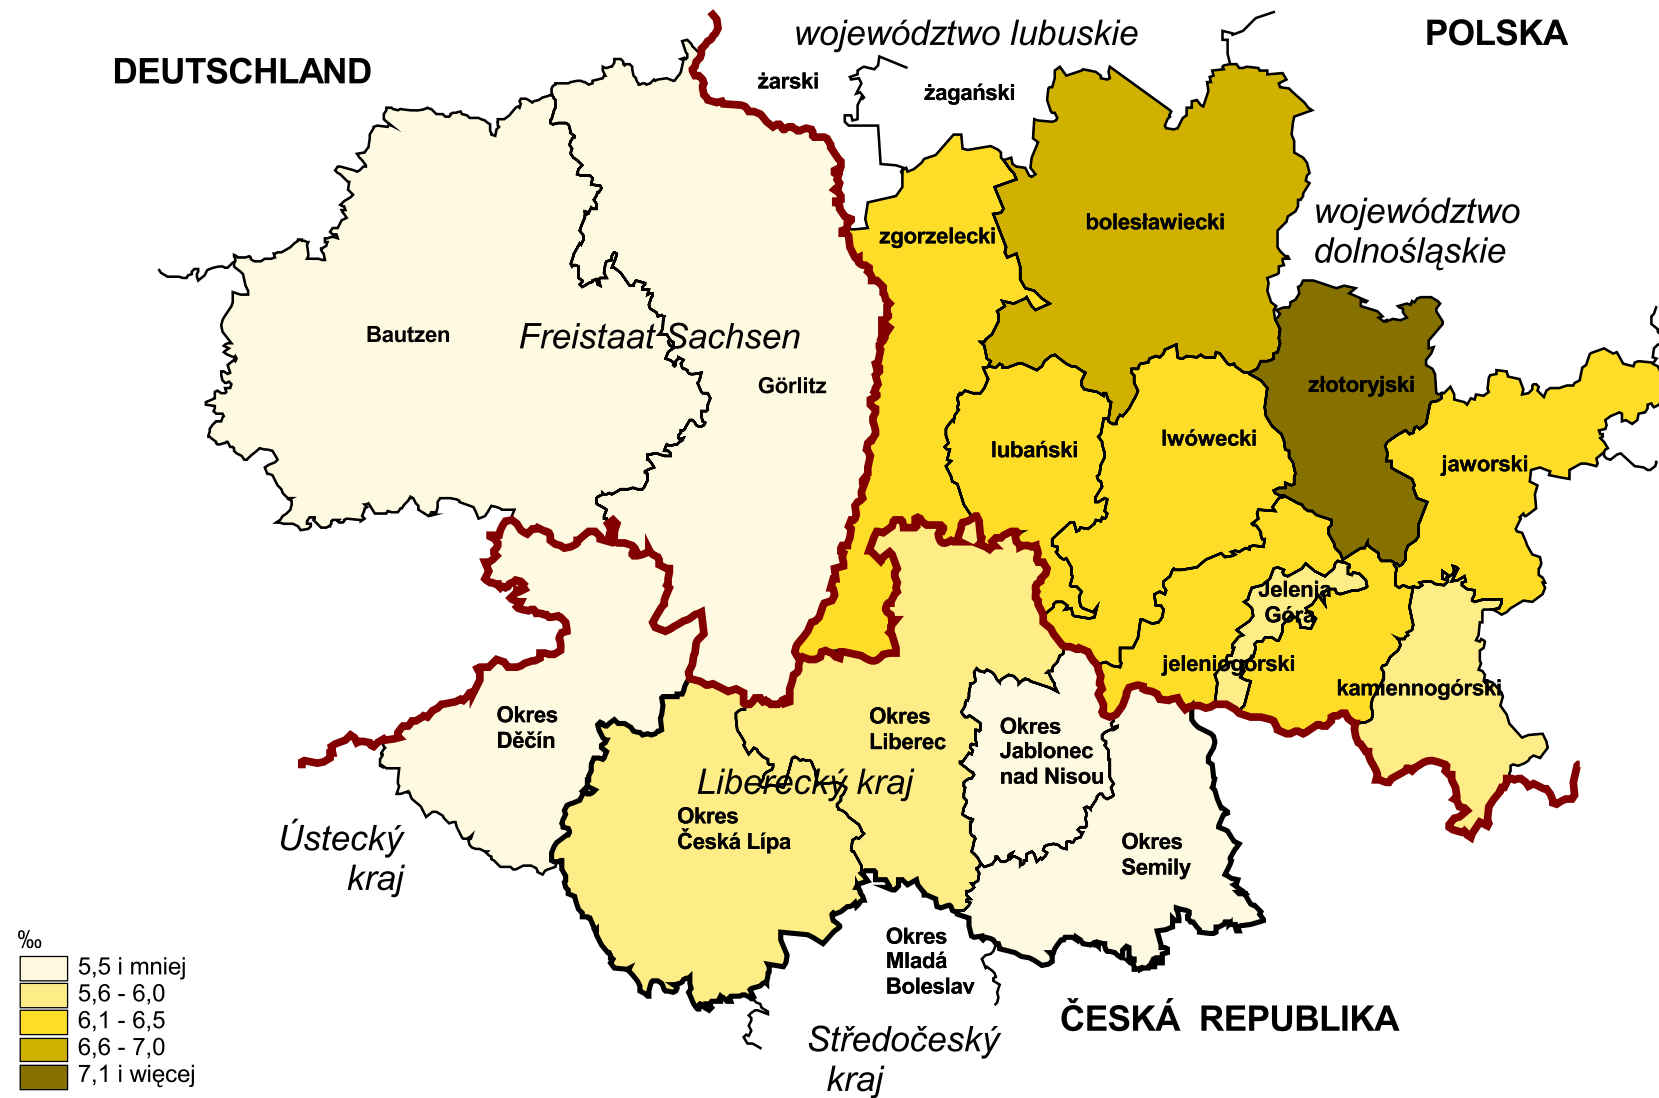 DEUTSCHLAND
województwo lubuskie
POLSKA
żarski
żagański
zgorzelecki
bolesławiecki
województwo
dolnośląskie
Bautzen
Freistaat Sachsen
Görlitz
złotoryjski
lubański
lwówecki
jaworski
Jelenia
Góra
jeleniogórski
kamiennogórski
Okres
Děčín
Okres
Liberec
Okres
Jablonec
nad Nisou
Liberecký kraj
Okres
Česká Lípa
Ústecký
kraj
Okres
Semily
Okres
Mladá
Boleslav
Středočeský
kraj
ČESKÁ REPUBLIKA
‰
5,5 i mniej
5,6 - 6,0
6,1 - 6,5
6,6 - 7,0
7,1 i więcej